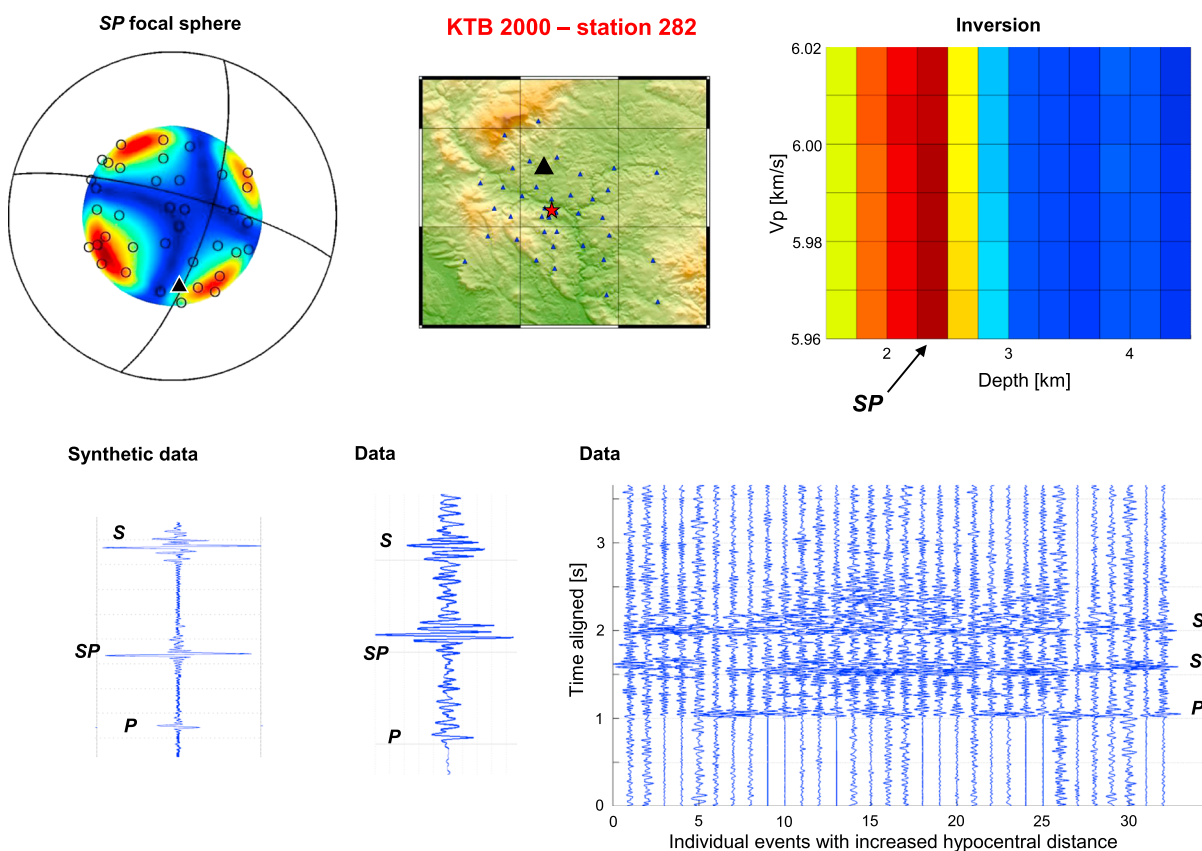 SP focal sphere
KTB 2000 – station 282
Inversion
6.02
6.00
5.98
5.96
Vp [km/s]
2
3
4
Depth [km]
SP
Synthetic data
Data
Data
S
SP
P
S
SP
P
Time aligned [s]
3
2
1
0
S
S
P
0
5
10
15
20
25
30
Individual events with increased hypocentral distance